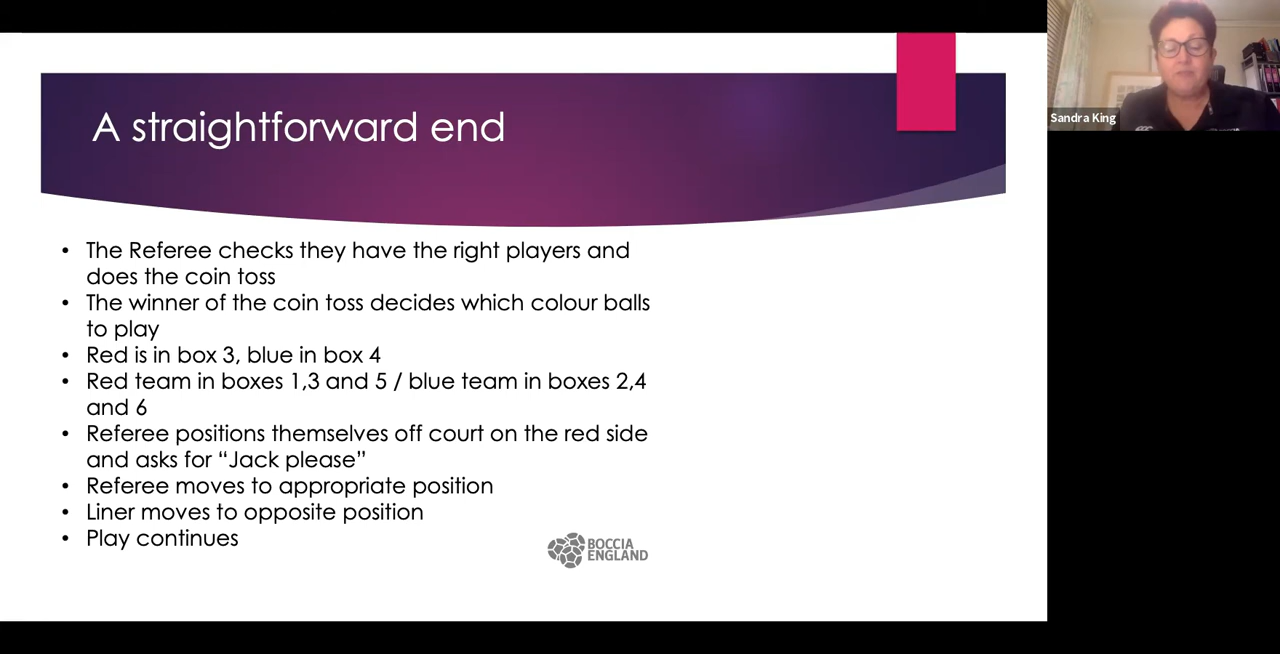 A straightforward end
Sandra King
• The Referee checks they have the right players and
does the coin toss
• The winner of the coin toss decides which colour balls
to play
• Red is in box 3, blue in box 4
• Red team in boxes 1,3 and 5 / blue team in boxes 2,4
and 6
• Referee positions themselves off court on the red side
and asks for “Jack please”
• Referee moves to appropriate position
• Liner moves to opposite position
• Play continues
BOCCIA
ENGLAND